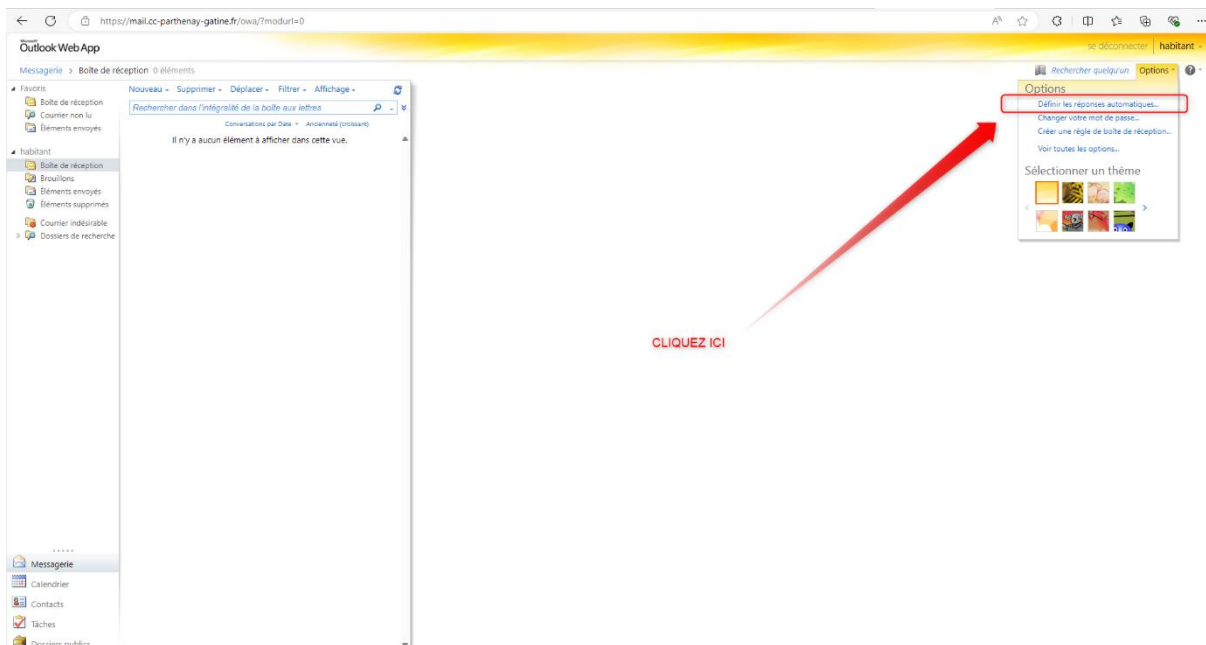 https://mail.cc-parthenay-gatine.fr/owa/?modurl=0
Microsoft
Outlook Web App
se déconnecter habitant
Messagerie > Boîte de réception 0 éléments
Rechercher quelqu'un Options
Favoris
Boîte de réception
Courrier non lu
Éléments envoyés
habitant
Boîte de réception
Brouillons
Éléments envoyés
Éléments supprimés
Courrier indésirable
Dossiers de recherche
Nouveau Supprimer Déplacer Filtrer Affichage
Rechercher dans l'intégralité de la boîte aux lettres
Conversations par Date Ancienneté (croissant)
Il n'y a aucun élément à afficher dans cette vue.
Options
Définir les réponses automatiques...
Changer votre mot de passe...
Créer une règle de boîte de réception...
Voir toutes les options...
Sélectionner un thème
CLIQUEZ ICI
Messagerie
Calendrier
Contacts
Tâches
Dossiers publics